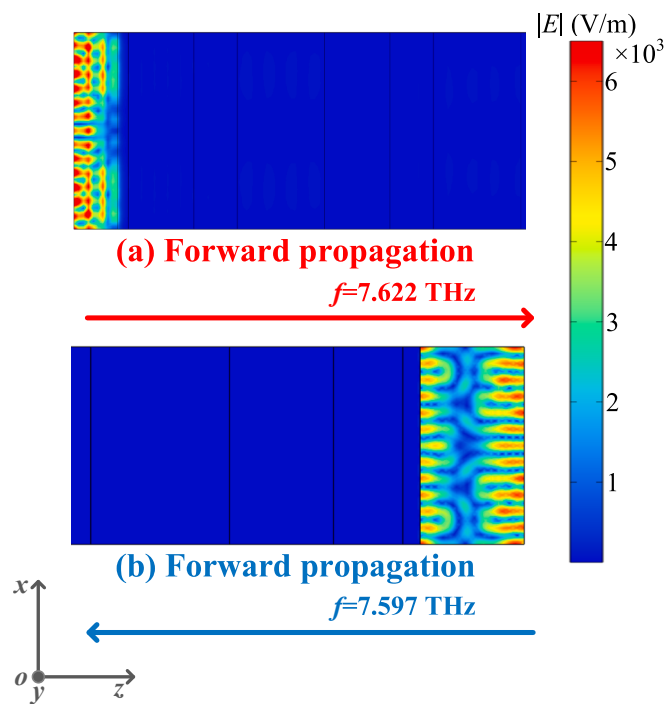 |E| (V/m)
×10³
6
5
4
3
2
1
(a) Forward propagation
f=7.622 THz
(b) Forward propagation
f=7.597 THz
x
o
y
z